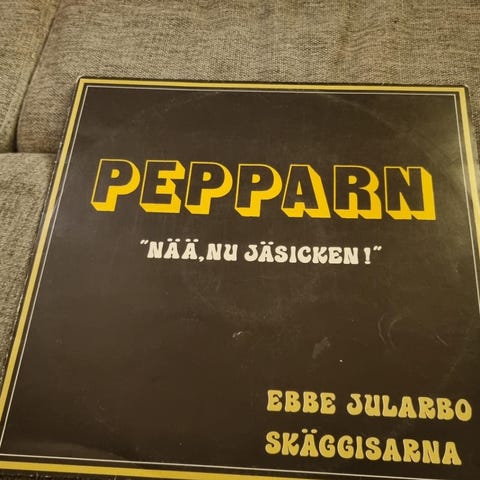 PEPPARN
"NÄÄ, NU JÄSICKEN!"
EBBE JULARBO
SKÄGGISARNA